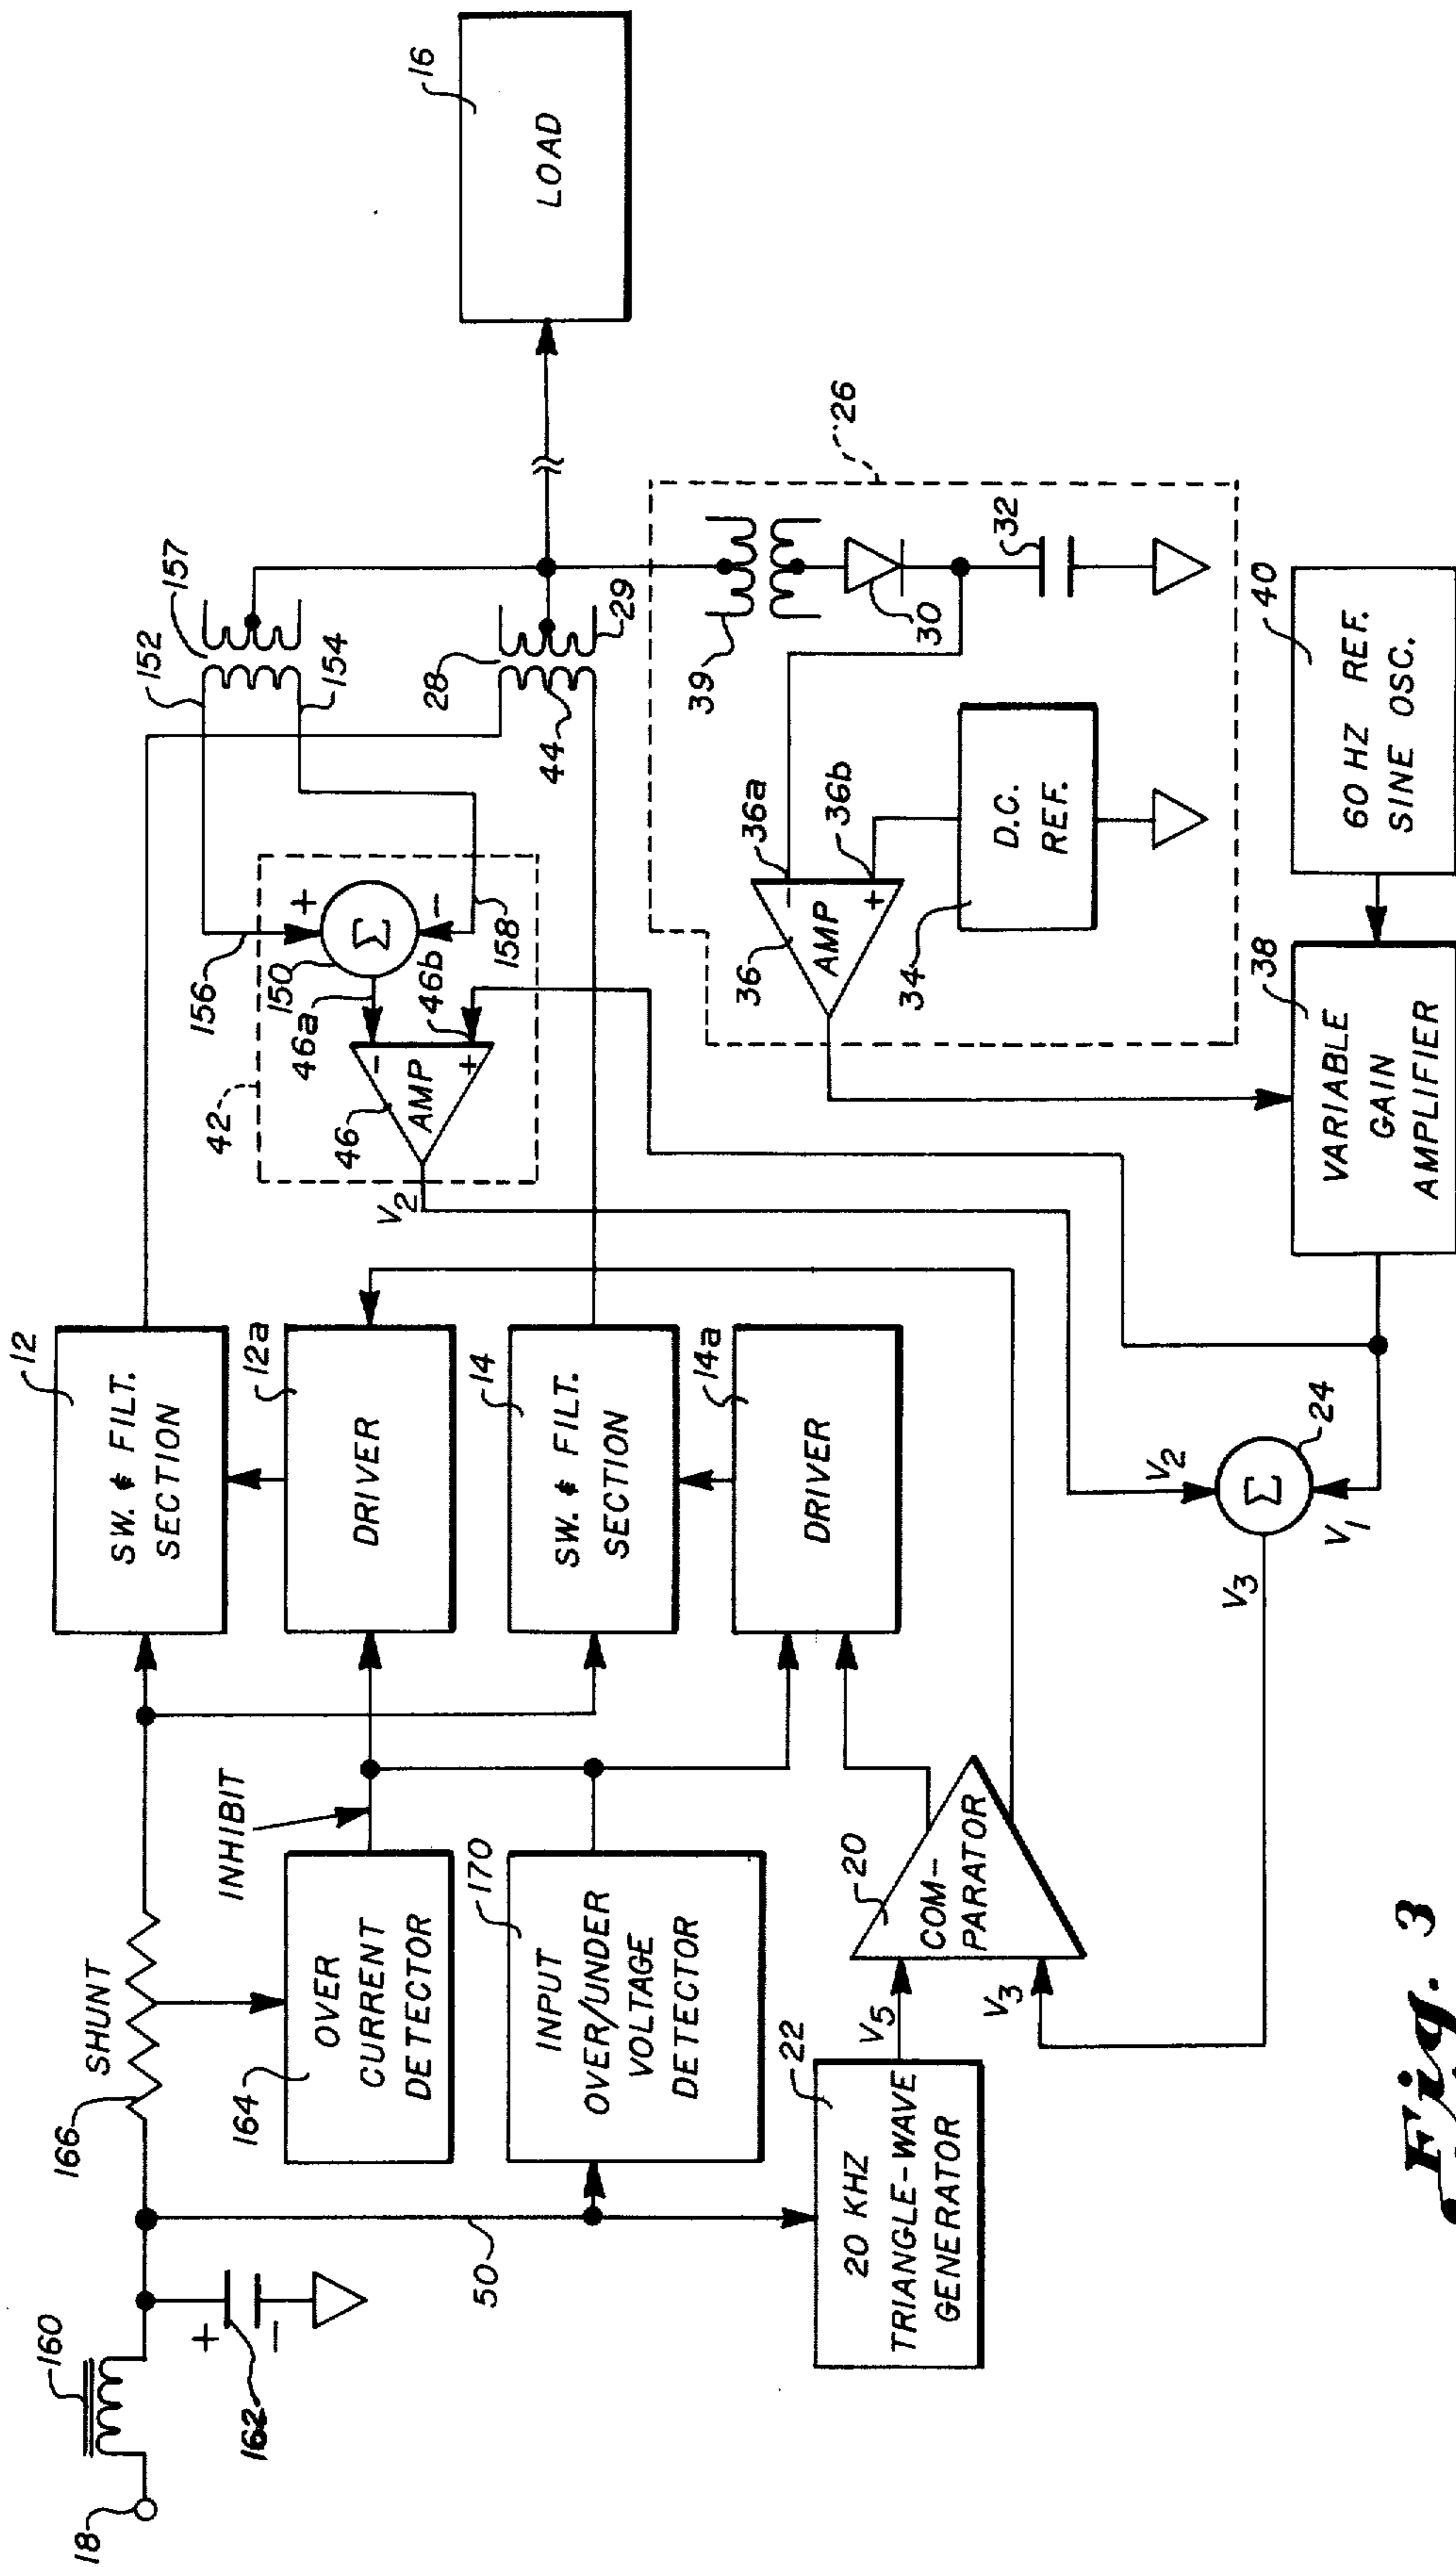 18
160
+
-
162
166
SHUNT
50
INHIBIT
12
SW. & FILT.
SECTION
12a
DRIVER
14
SW. & FILT.
SECTION
14a
DRIVER
164
OVER
CURRENT
DETECTOR
170
INPUT
OVER/UNDER
VOLTAGE
DETECTOR
22
20 KHZ
TRIANGLE-WAVE
GENERATOR
V5
V3
20
COM-
PARATOR
V3
V2
V1
Σ
24
42
V2
46
AMP
-
+
46a
46b
156
150
Σ
+
-
158
152
157
154
28
44
29
16
LOAD
26
39
30
32
36
AMP
-
+
36a
36b
34
D.C.
REF.
38
VARIABLE
GAIN
AMPLIFIER
40
60 HZ REF.
SINE OSC.
Fig. 3